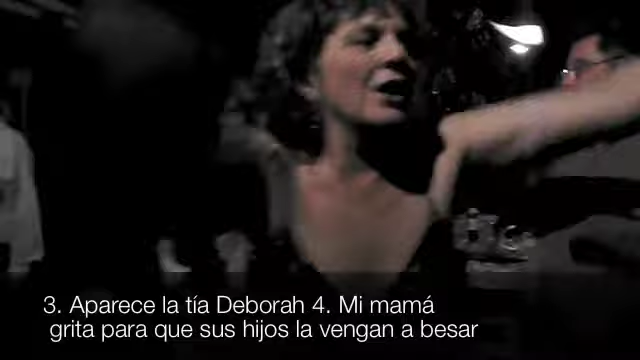 3. Aparece la tía Deborah 4. Mi mamá
grita para que sus hijos la vengan a besar